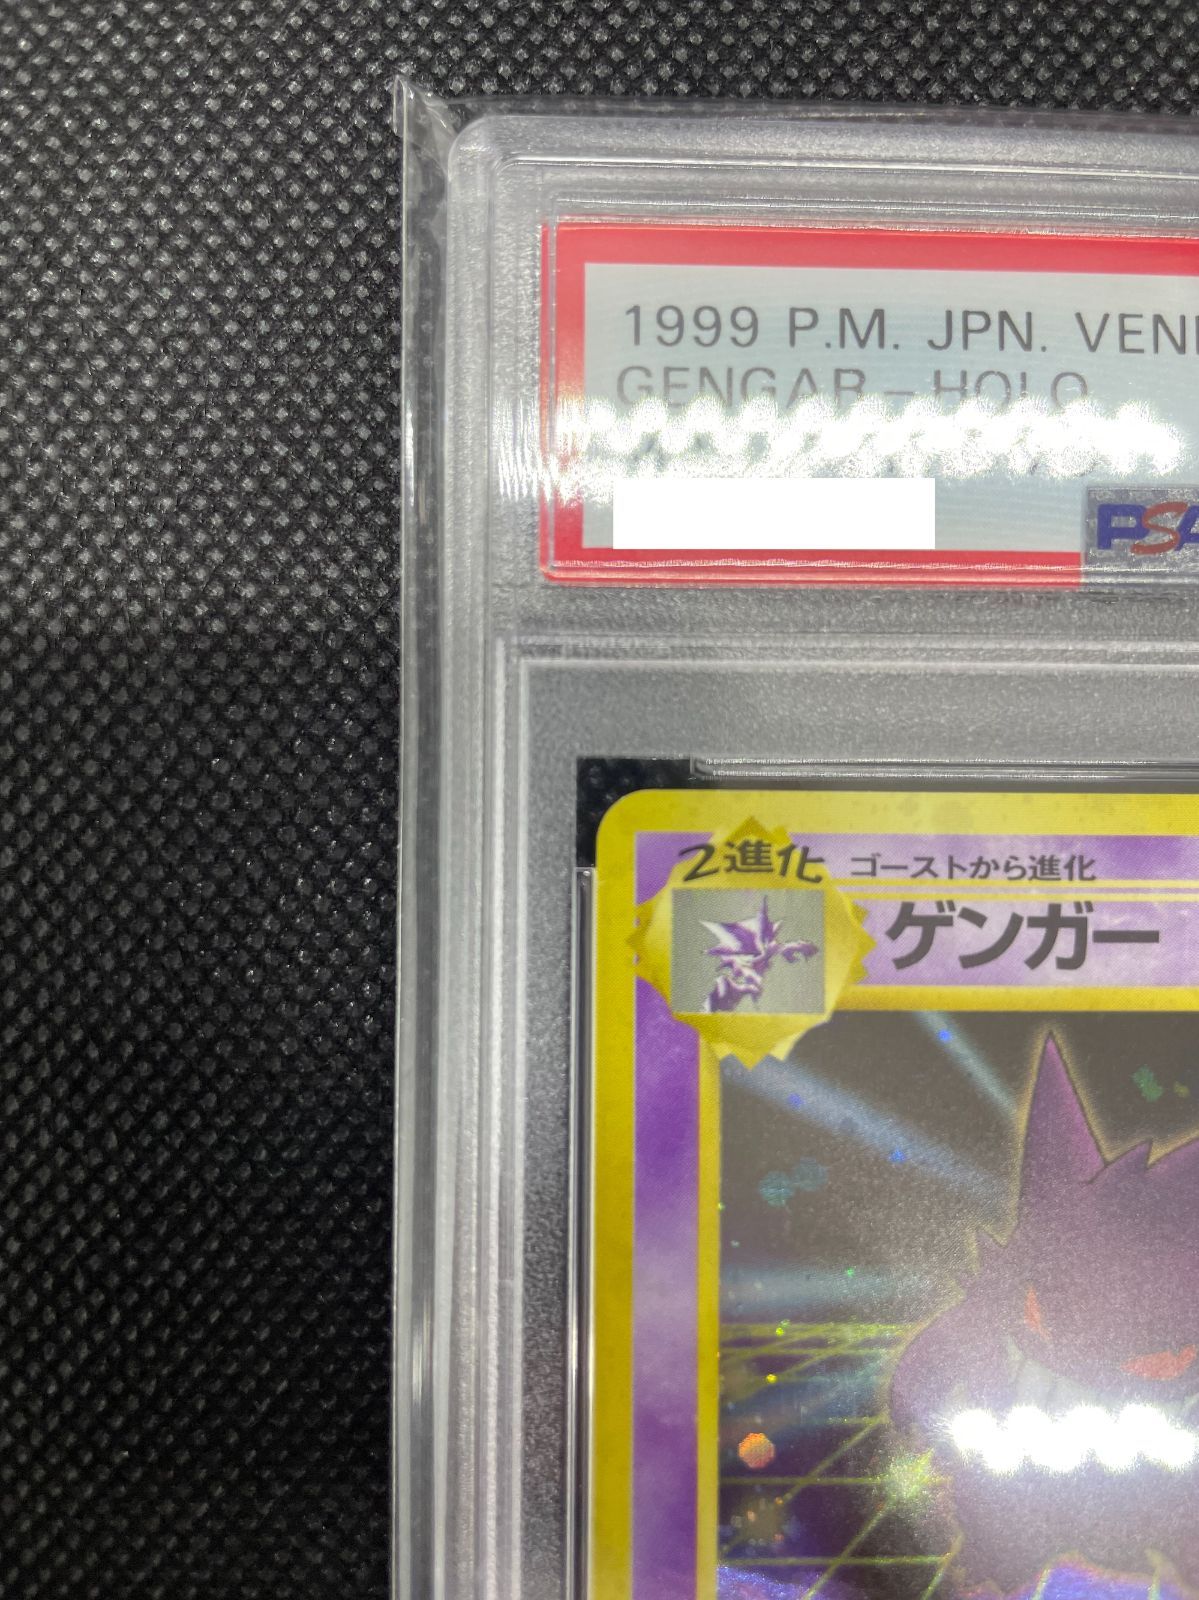 1999 P.M. JPN. VEN
GENGAR - HOLO
PSA
2進化
ゴーストから進化
ゲンガー